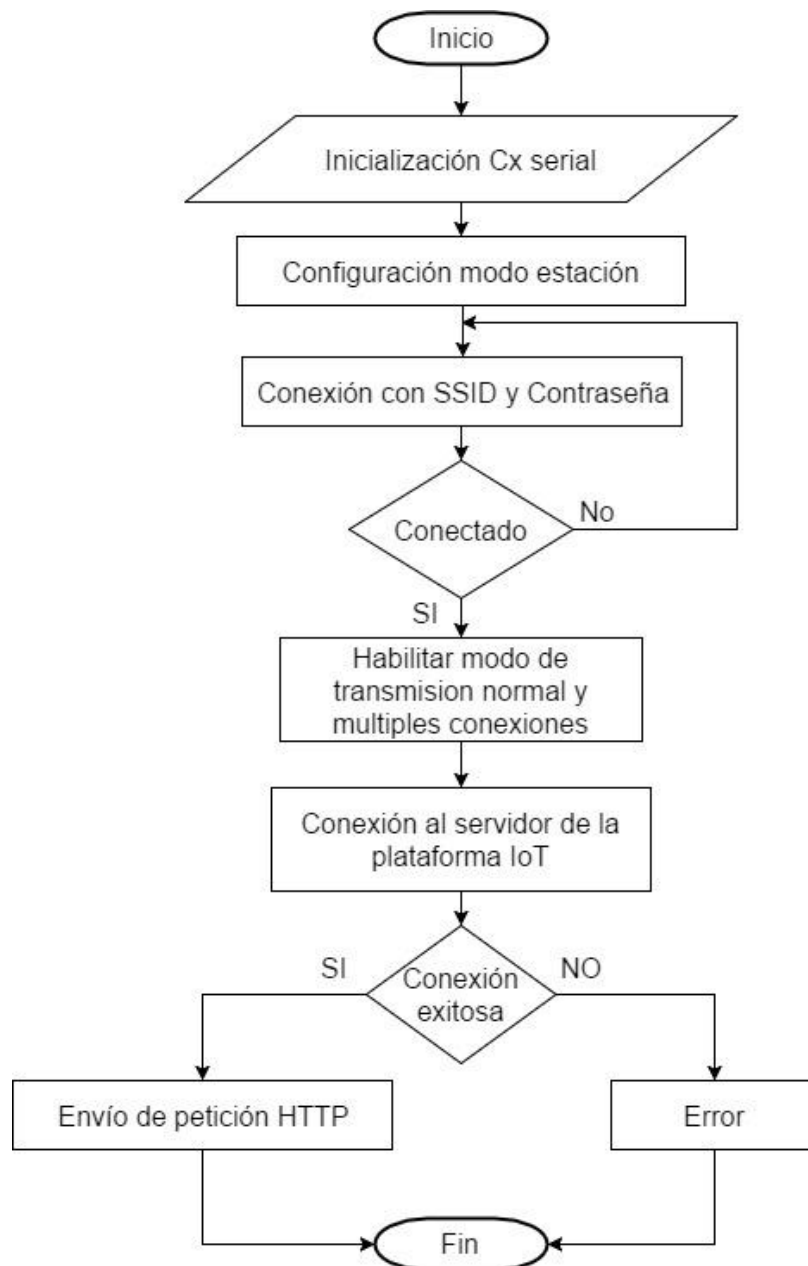 Inicio
Inicialización Cx serial
Configuración modo estación
Conexión con SSID y Contraseña
Conectado
No
SI
Habilitar modo de
transmision normal y
multiples conexiones
Conexión al servidor de la
plataforma IoT
SI
Conexión
exitosa
NO
Envío de petición HTTP
Error
Fin